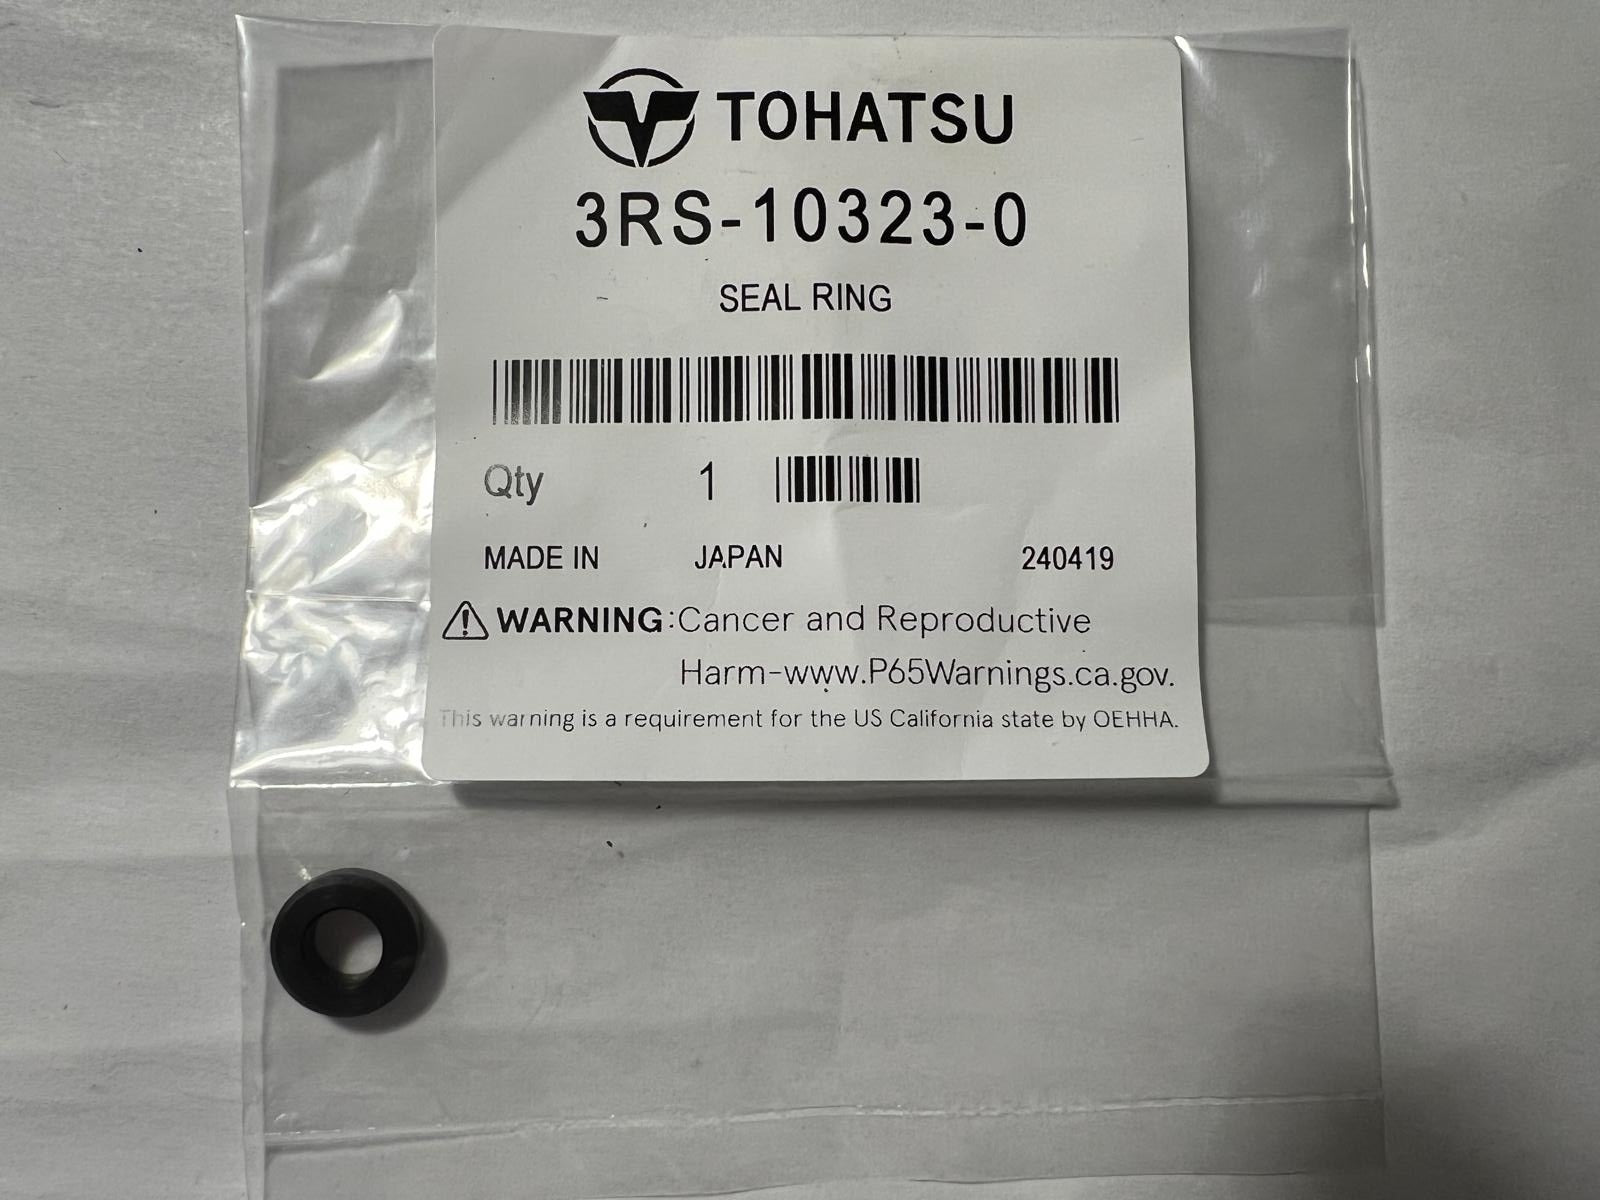 TOHATSU
3RS-10323-0
SEAL RING
Qty 1
MADE IN JAPAN 240419
WARNING:Cancer and Reproductive
Harm-www.P65Warnings.ca.gov.
This warning is a requirement for the US California state by OEHHA.